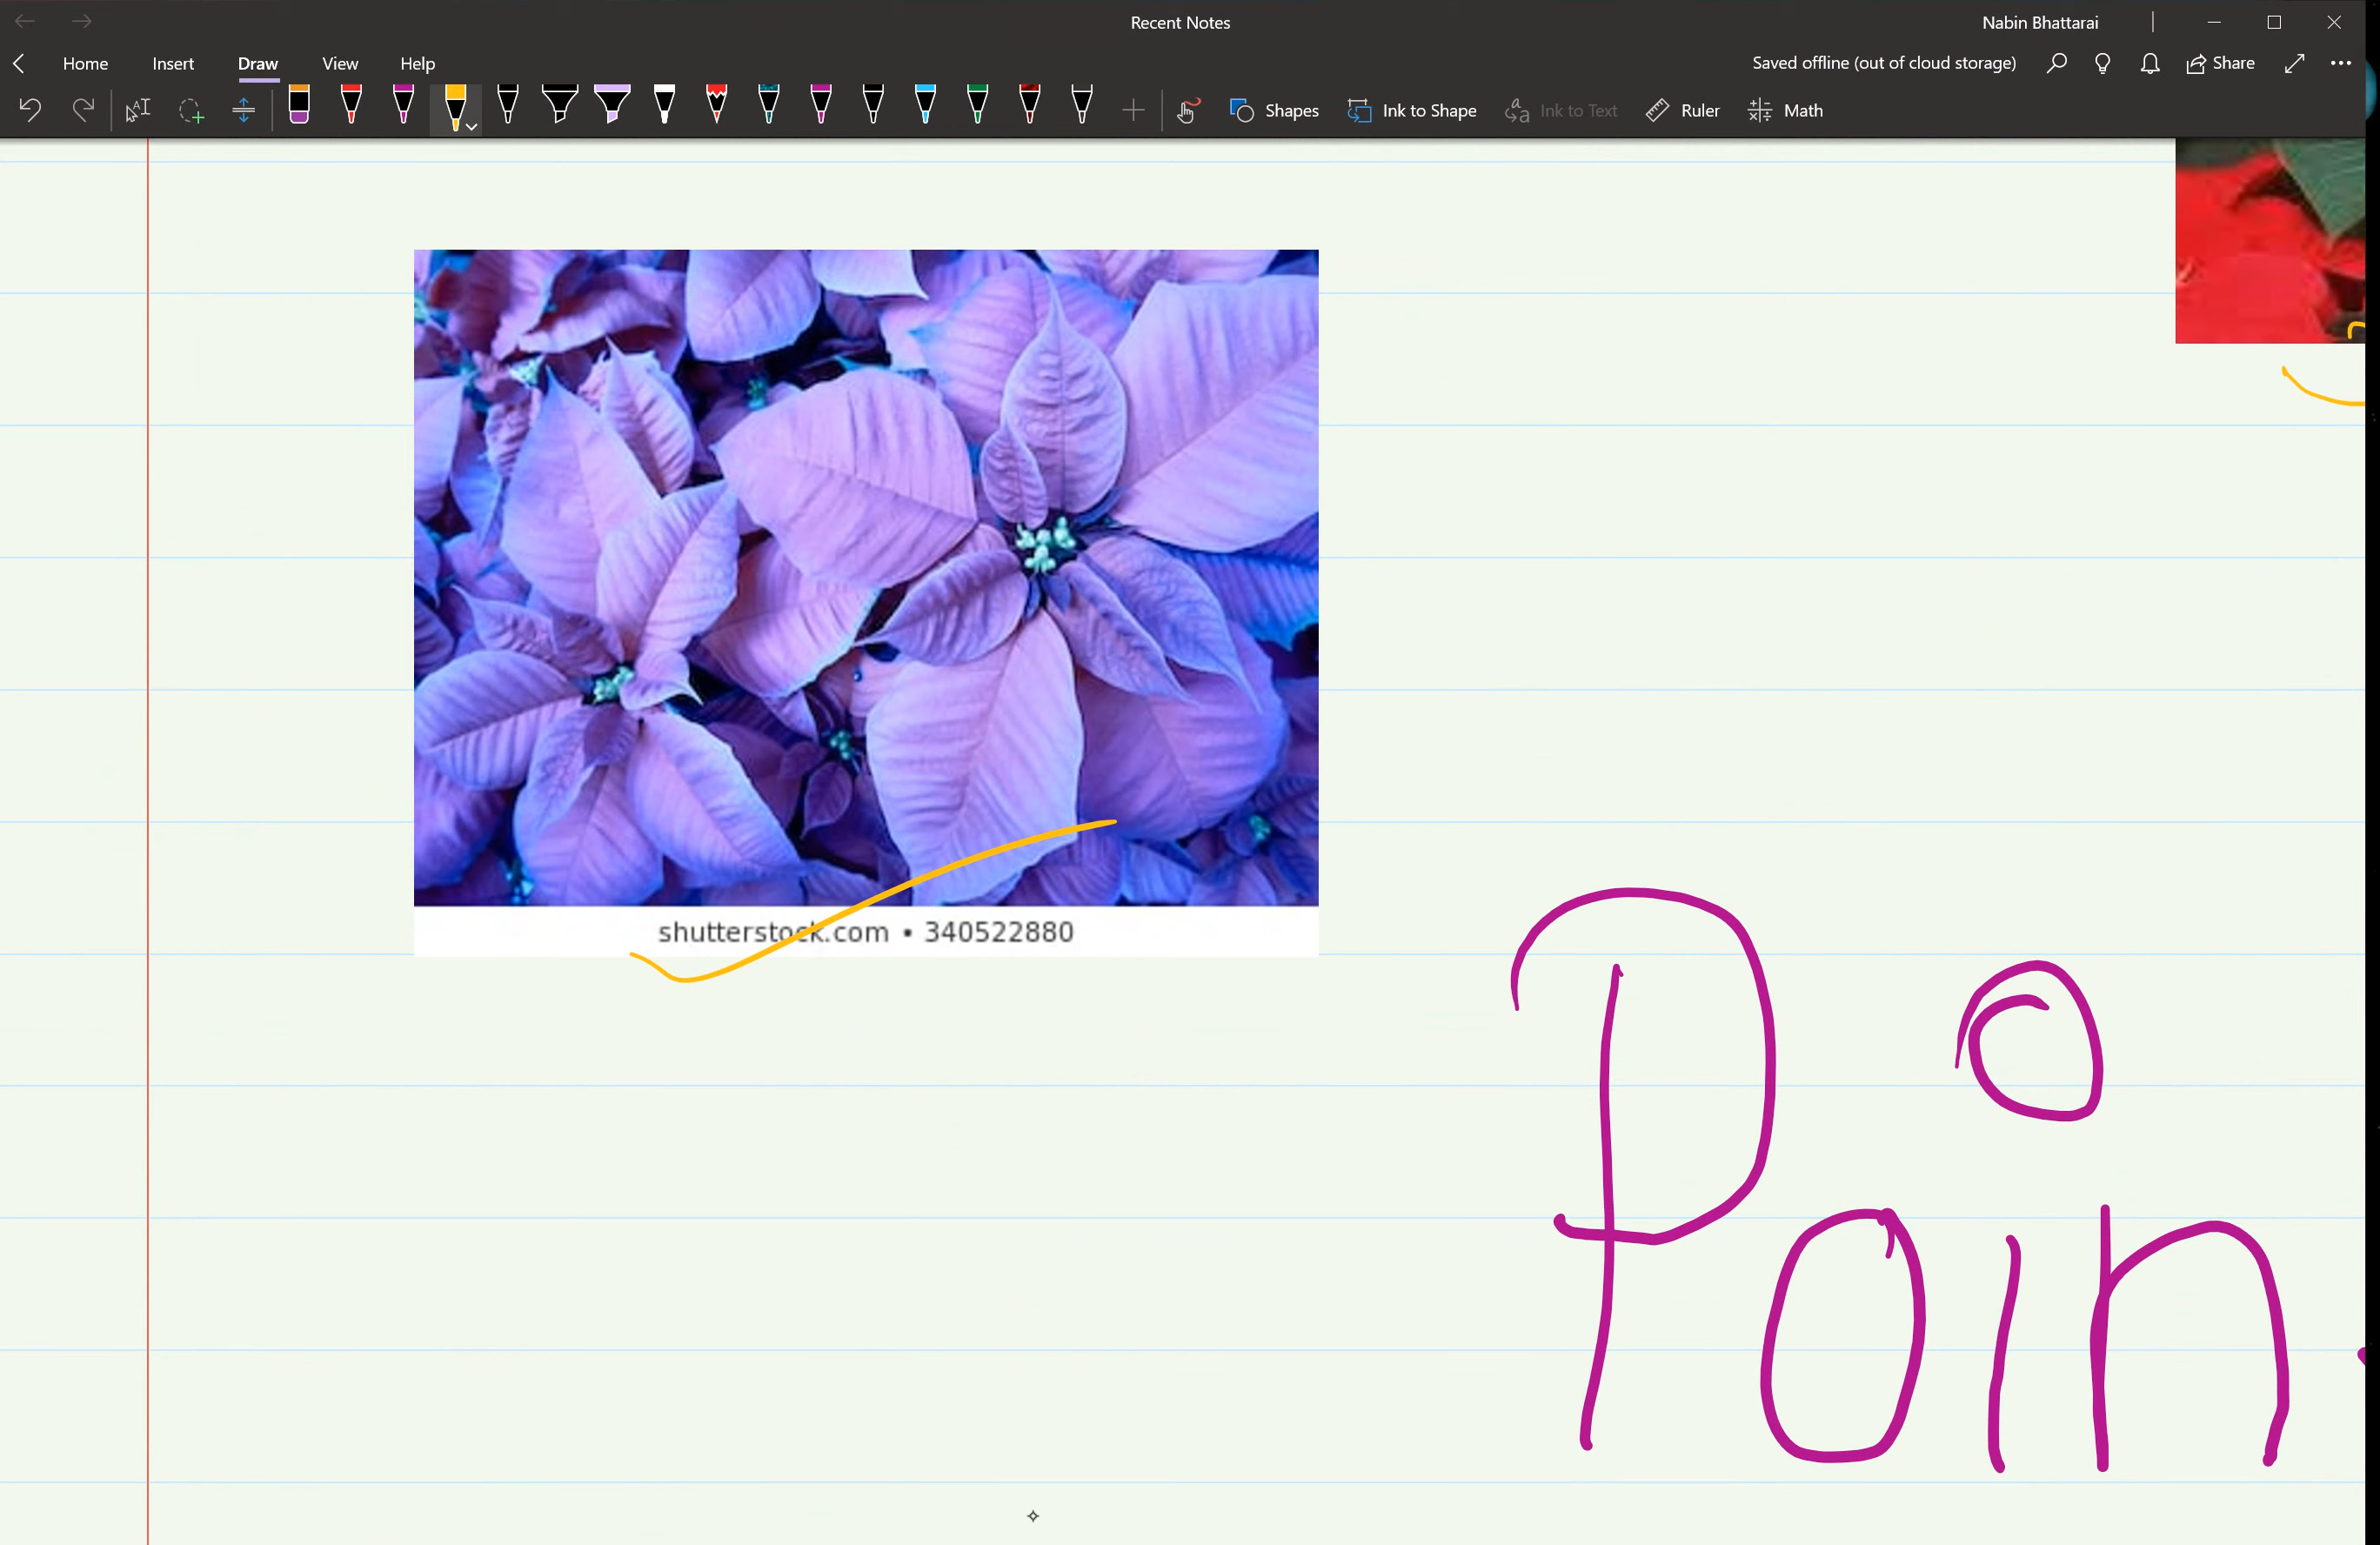 Recent Notes
Nabin Bhattarai
Home Insert Draw View Help
Saved offline (out of cloud storage)
Share
Shapes
Ink to Shape
Ink to Text
Ruler
Math
shutterstock.com • 340522880
Poin